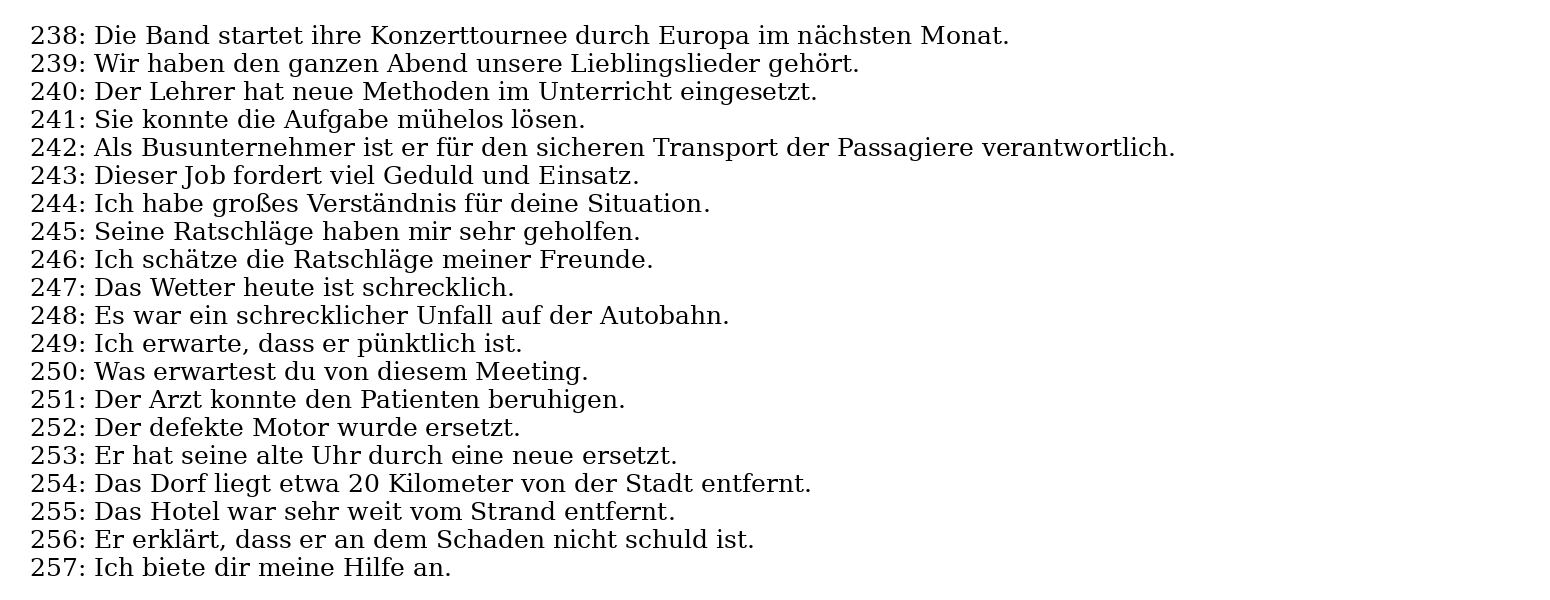 238: Die Band startet ihre Konzerttournee durch Europa im nächsten Monat.
239: Wir haben den ganzen Abend unsere Lieblingslieder gehört.
240: Der Lehrer hat neue Methoden im Unterricht eingesetzt.
241: Sie konnte die Aufgabe mühelos lösen.
242: Als Busunternehmer ist er für den sicheren Transport der Passagiere verantwortlich.
243: Dieser Job fordert viel Geduld und Einsatz.
244: Ich habe großes Verständnis für deine Situation.
245: Seine Ratschläge haben mir sehr geholfen.
246: Ich schätze die Ratschläge meiner Freunde.
247: Das Wetter heute ist schrecklich.
248: Es war ein schrecklicher Unfall auf der Autobahn.
249: Ich erwarte, dass er pünktlich ist.
250: Was erwartest du von diesem Meeting.
251: Der Arzt konnte den Patienten beruhigen.
252: Der defekte Motor wurde ersetzt.
253: Er hat seine alte Uhr durch eine neue ersetzt.
254: Das Dorf liegt etwa 20 Kilometer von der Stadt entfernt.
255: Das Hotel war sehr weit vom Strand entfernt.
256: Er erklärt, dass er an dem Schaden nicht schuld ist.
257: Ich biete dir meine Hilfe an.